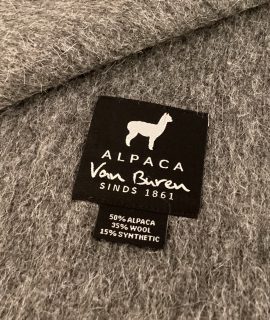 ALPACA
Van Buren
SINDS 1861
50% ALPACA
35% WOOL
15% SYNTHETIC